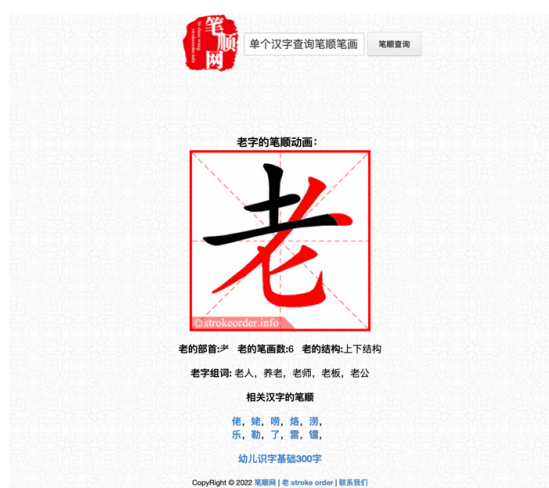 笔顺网
单个汉字查询笔顺笔画 笔顺查询
老字的笔顺动画：
老
©strokeorder.info
老的部首:耂 老的笔画数:6 老的结构:上下结构
老字组词: 老人，养老，老师，老板，老公
相关汉字的笔顺
佬，姥，唠，烙，涝，
乐，勒，了，雷，镭，
幼儿识字基础300字
CopyRight © 2022 笔顺网 | 老 stroke order | 联系我们